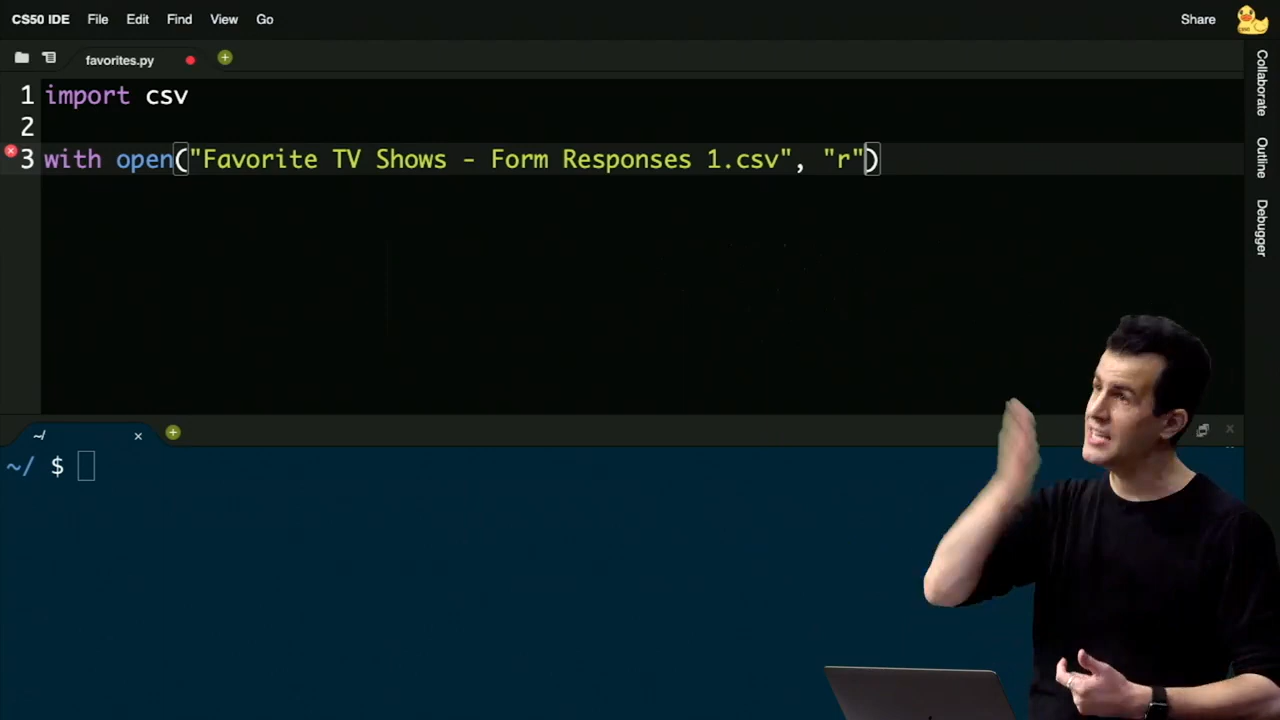 CS50 IDE File Edit Find View Go Share
favorites.py
1 import csv
2
3 with open("Favorite TV Shows - Form Responses 1.csv", "r")
~/
~/ $
Collaborate
Outline
Debugger